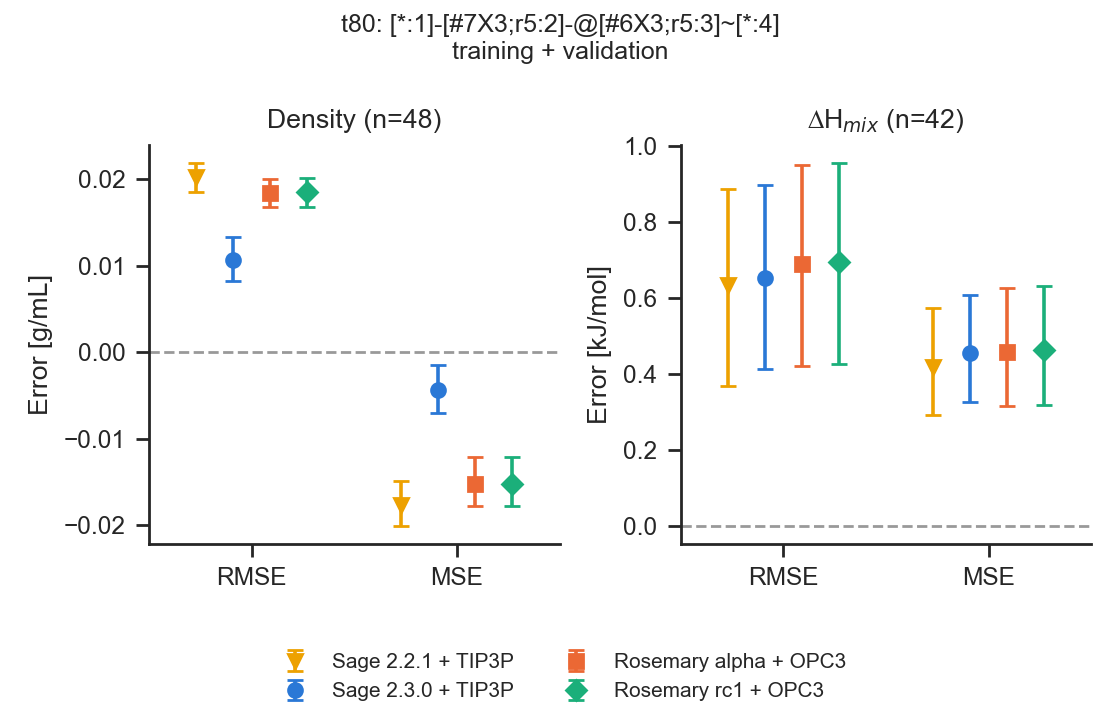 t80: [*:1]-[#7X3;r5:2]-@[#6X3;r5:3]~[*:4]
training + validation
Density (n=48)
Error [g/mL]
0.02
0.01
0.00
−0.01
−0.02
RMSE
MSE
ΔHmix (n=42)
Error [kJ/mol]
1.0
0.8
0.6
0.4
0.2
0.0
RMSE
MSE
Sage 2.2.1 + TIP3P
Sage 2.3.0 + TIP3P
Rosemary alpha + OPC3
Rosemary rc1 + OPC3